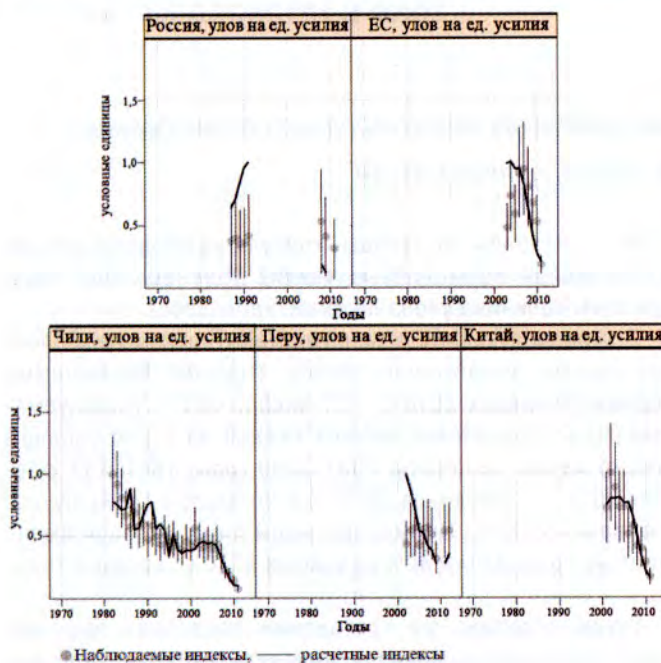 Россия, улов на ед. усилия ЕС, улов на ед. усилия
условные единицы
1,5
1,0
0,5
1970 1980 1990 2000 2010 1970 1980 1990 2000 2010
Годы
Чили, улов на ед. усилия Перу, улов на ед. усилия Китай, улов на ед. усилия
условные единицы
1,5
1,0
0,5
1970 1980 1990 2000 2010 1970 1980 1990 2000 2010 1970 1980 1990 2000 2010
Годы
Наблюдаемые индексы, расчетные индексы